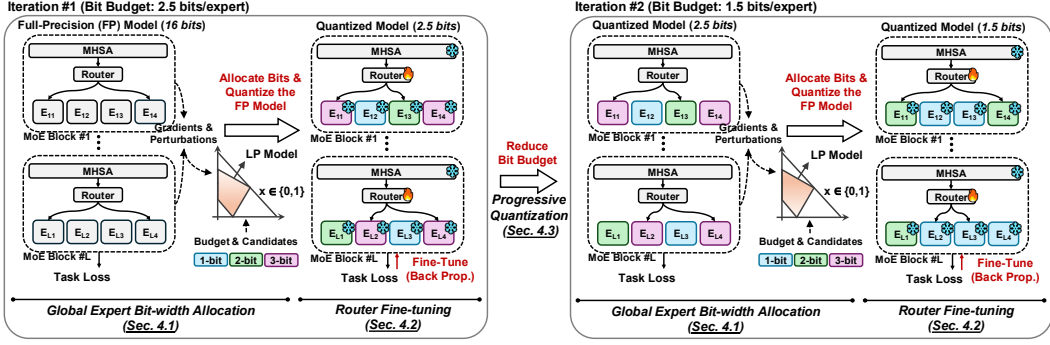 Iteration #1 (Bit Budget: 2.5 bits/expert)
Full-Precision (FP) Model (16 bits)
MHSA
Router
E11 E12 E13 E14
MoE Block #1
MHSA
Router
EL1 EL2 EL3 EL4
MoE Block #L
Task Loss
Gradients &
Perturbations
Allocate Bits &
Quantize the
FP Model
LP Model
x ∈ {0,1}
Budget & Candidates
1-bit 2-bit 3-bit
Quantized Model (2.5 bits)
MHSA
Router
E11 E12 E13 E14
MoE Block #1
MHSA
Router
EL1 EL2 EL3 EL4
MoE Block #L
Task Loss
Fine-Tune
(Back Prop.)
Global Expert Bit-width Allocation
(Sec. 4.1)
Router Fine-tuning
(Sec. 4.2)
Reduce
Bit Budget
Progressive
Quantization
(Sec. 4.3)
Iteration #2 (Bit Budget: 1.5 bits/expert)
Quantized Model (2.5 bits)
MHSA
Router
E11 E12 E13 E14
MoE Block #1
MHSA
Router
EL1 EL2 EL3 EL4
MoE Block #L
Task Loss
Gradients &
Perturbations
Allocate Bits &
Quantize the
FP Model
LP Model
x ∈ {0,1}
Budget & Candidates
1-bit 2-bit 3-bit
Quantized Model (1.5 bits)
MHSA
Router
E11 E12 E13 E14
MoE Block #1
MHSA
Router
EL1 EL2 EL3 EL4
MoE Block #L
Task Loss
Fine-Tune
(Back Prop.)
Global Expert Bit-width Allocation
(Sec. 4.1)
Router Fine-tuning
(Sec. 4.2)